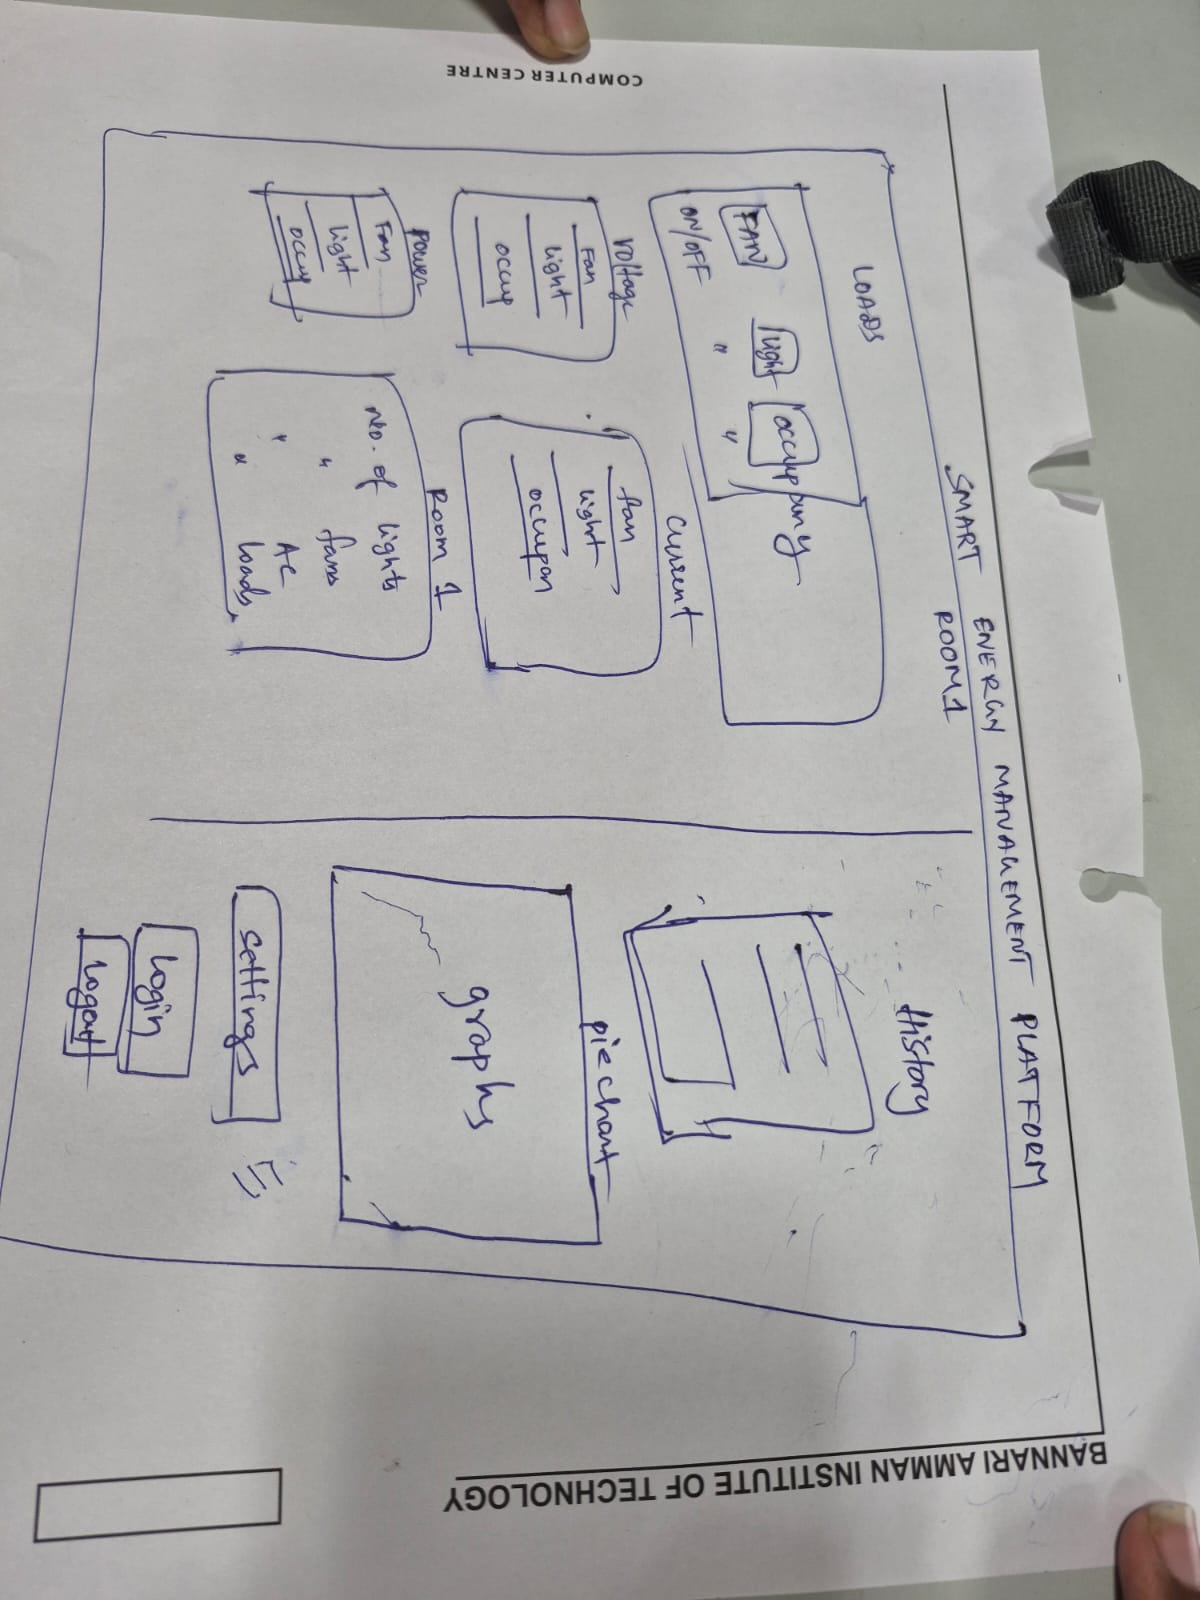 COMPUTER CENTRE
BANNARI AMMAN INSTITUTE OF TECHNOLOGY
SMART ENERGY MANAGEMENT PLATFORM
ROOM 1
LOADS
FAN light occuppany
ON/OFF " "
Voltage
Fan
light
occup
Current
fan
light
occupan
Power
Fan
light
occup
Room 1
No. of lights
" fans
" AC
" loads
History
pie chart
graphs
settings
login
logout